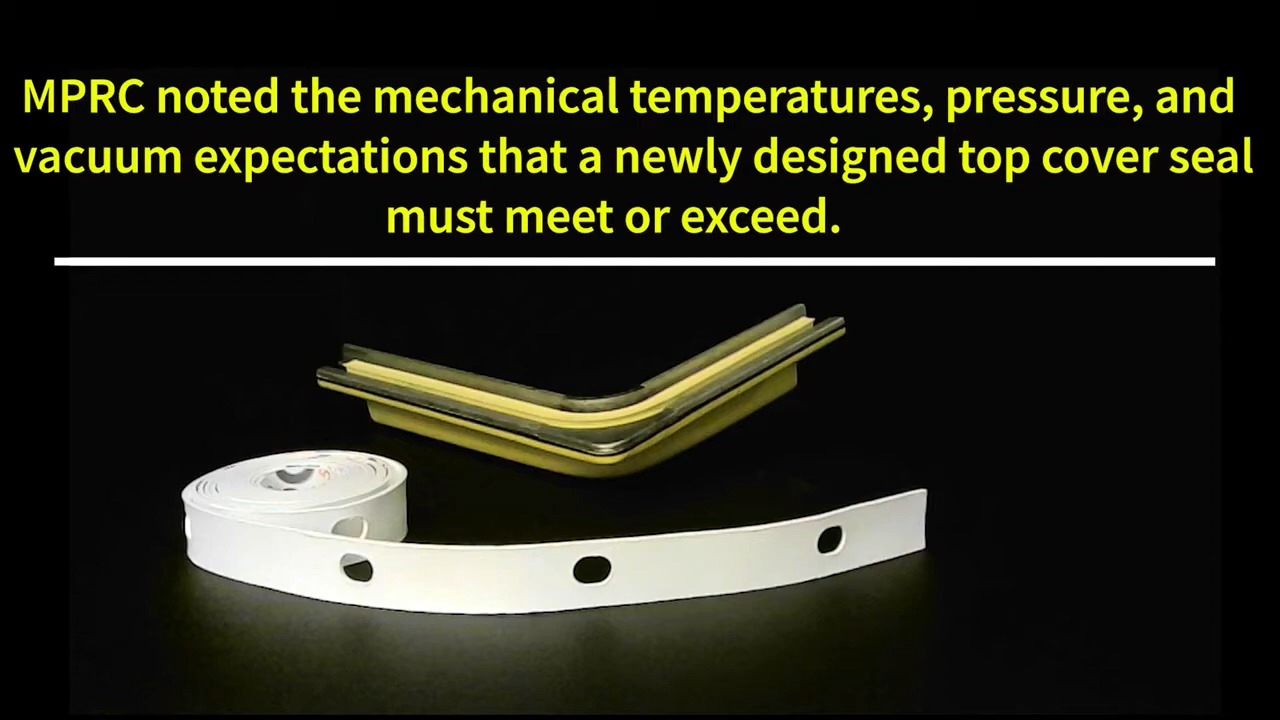 MPRC noted the mechanical temperatures, pressure, and
vacuum expectations that a newly designed top cover seal
must meet or exceed.